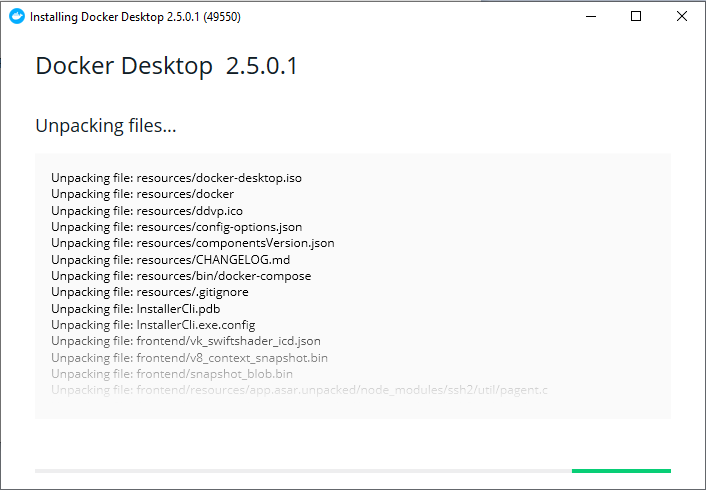 Installing Docker Desktop 2.5.0.1 (49550)
Docker Desktop 2.5.0.1
Unpacking files...
Unpacking file: resources/docker-desktop.iso
Unpacking file: resources/docker
Unpacking file: resources/ddvp.ico
Unpacking file: resources/config-options.json
Unpacking file: resources/componentsVersion.json
Unpacking file: resources/CHANGELOG.md
Unpacking file: resources/bin/docker-compose
Unpacking file: resources/.gitignore
Unpacking file: InstallerCli.pdb
Unpacking file: InstallerCli.exe.config
Unpacking file: frontend/vk_swiftshader_icd.json
Unpacking file: frontend/v8_context_snapshot.bin
Unpacking file: frontend/snapshot_blob.bin
Unpacking file: frontend/resources/app.asar.unpacked/node_modules/ssh2/util/pagent.c